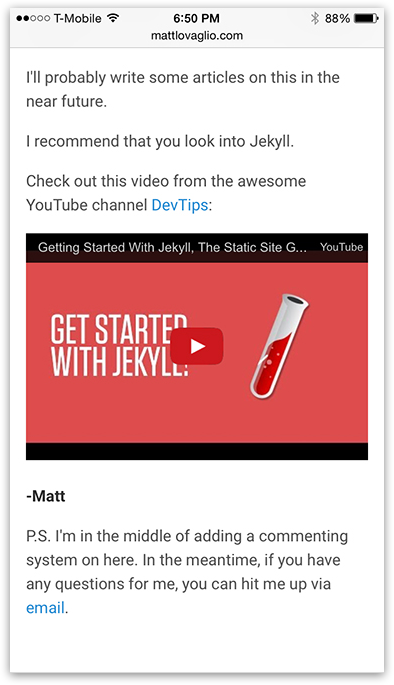 T-Mobile 6:50 PM 88%
mattlovaglio.com
I'll probably write some articles on this in the
near future.
I recommend that you look into Jekyll.
Check out this video from the awesome
YouTube channel DevTips:
Getting Started With Jekyll, The Static Site G... YouTube
GET STARTED
WITH JEKYLL!
-Matt
P.S. I'm in the middle of adding a commenting
system on here. In the meantime, if you have
any questions for me, you can hit me up via
email.